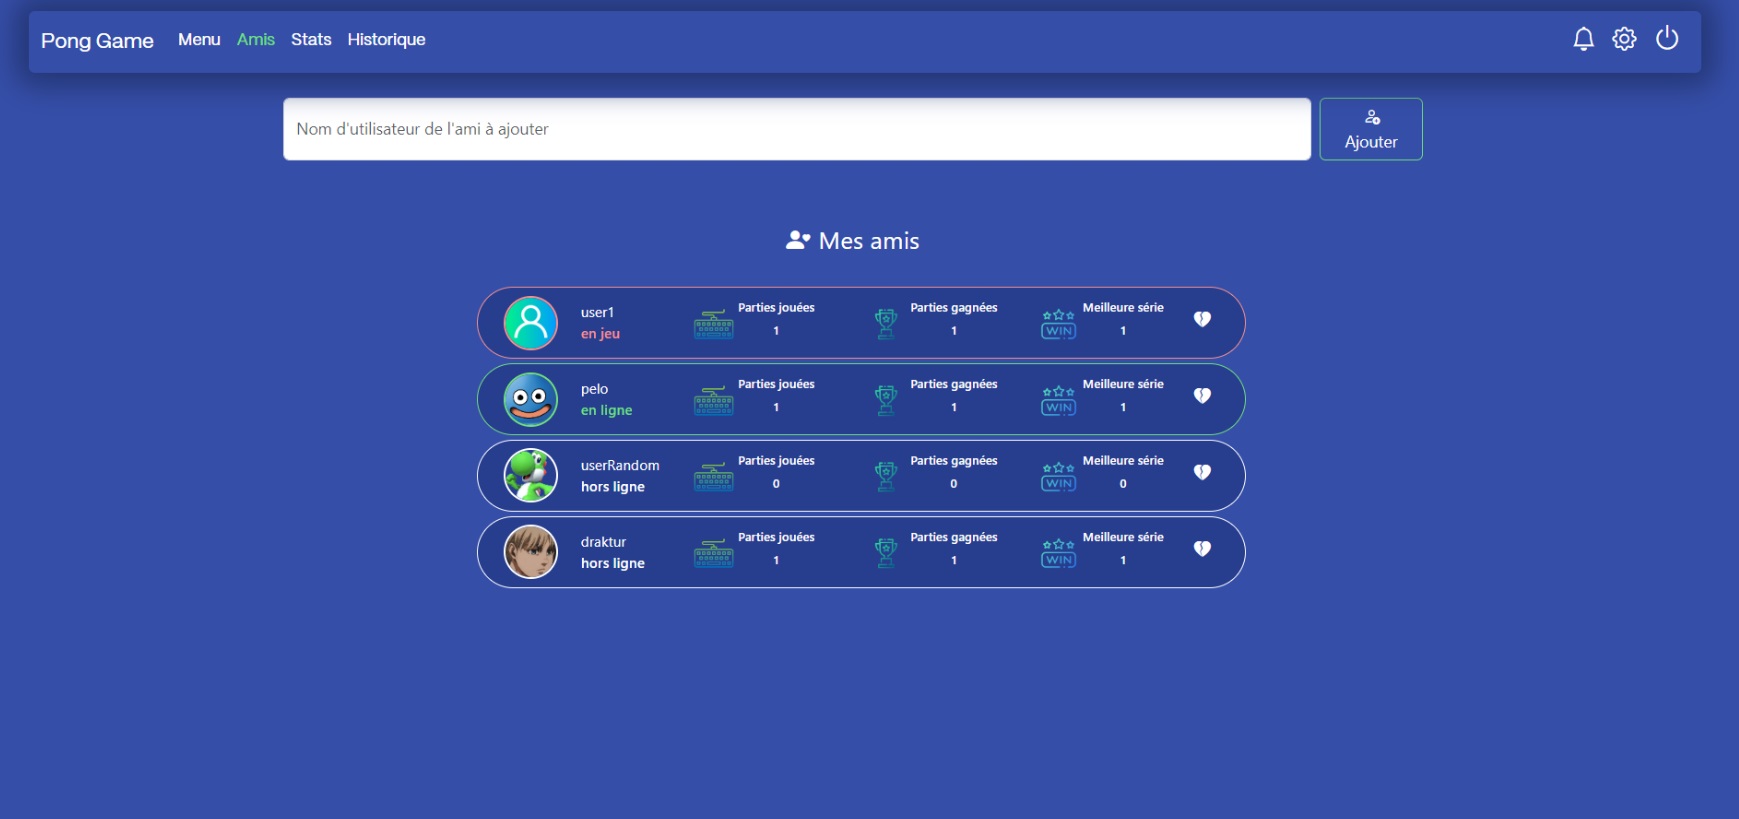 Pong Game Menu Amis Stats Historique
Nom d'utilisateur de l'ami à ajouter
Ajouter
Mes amis
user1
en jeu
Parties jouées
1
Parties gagnées
1
WIN
Meilleure série
1
pelo
en ligne
Parties jouées
1
Parties gagnées
1
WIN
Meilleure série
1
userRandom
hors ligne
Parties jouées
0
Parties gagnées
0
WIN
Meilleure série
0
draktur
hors ligne
Parties jouées
1
Parties gagnées
1
WIN
Meilleure série
1